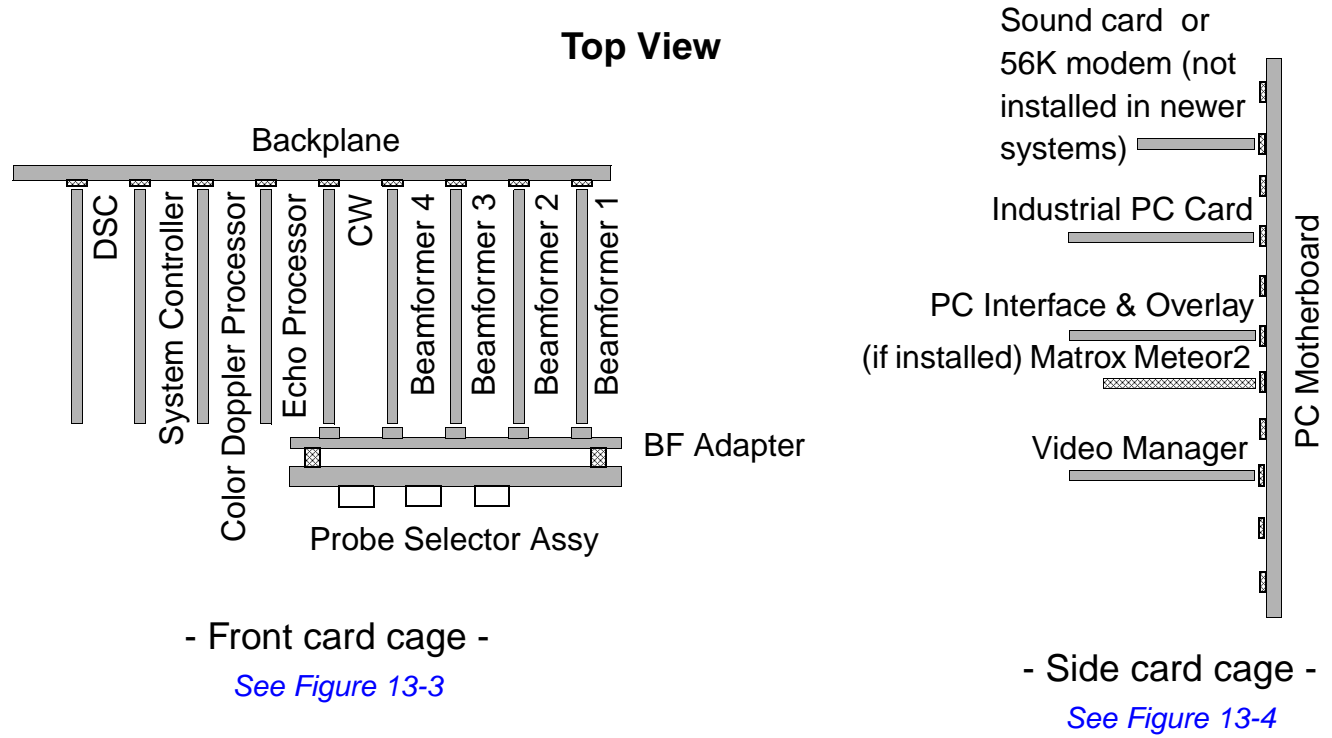 Top View
Backplane
DSC
System Controller
Color Doppler Processor
Echo Processor
CW
Beamformer 4
Beamformer 3
Beamformer 2
Beamformer 1
BF Adapter
Probe Selector Assy
- Front card cage -
See Figure 13-3
Sound card or
56K modem (not
installed in newer
systems)
Industrial PC Card
PC Interface & Overlay
(if installed) Matrox Meteor2
Video Manager
PC Motherboard
- Side card cage -
See Figure 13-4